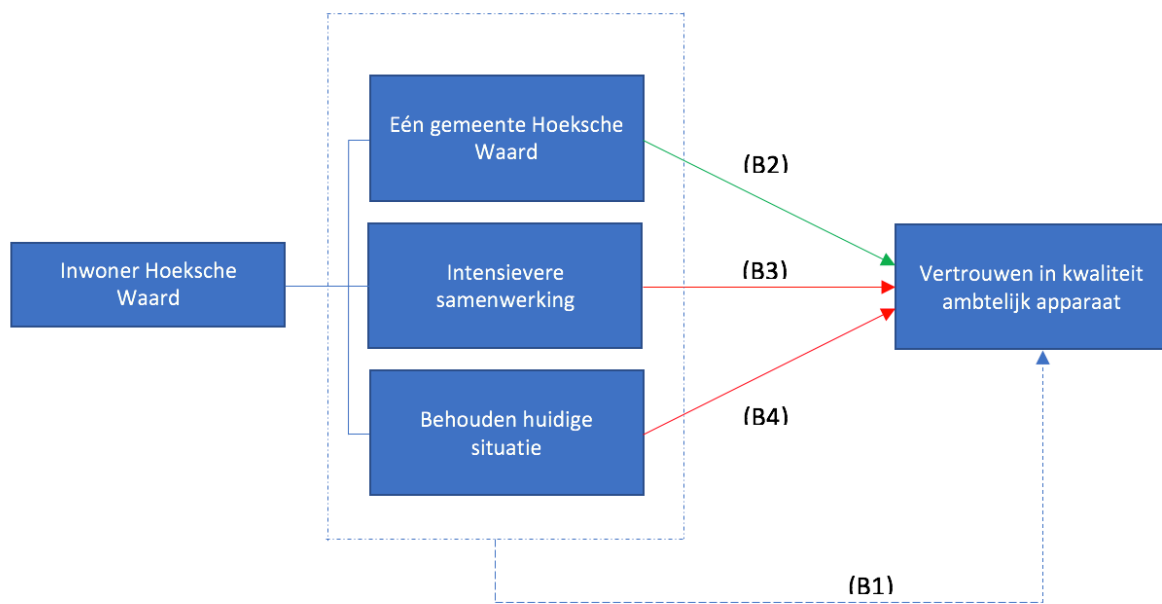 Eén gemeente Hoeksche
Waard
(B2)
Inwoner Hoeksche
Waard
Intensievere
samenwerking
(B3)
Vertrouwen in kwaliteit
ambtelijk apparaat
Behouden huidige
situatie
(B4)
(B1)